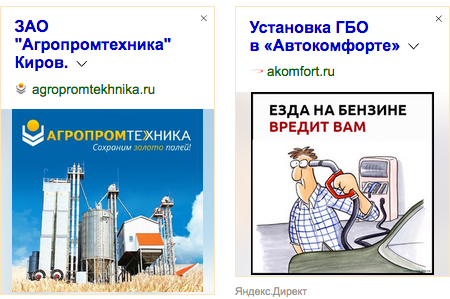 ЗАО
"Агропромтехника"
Киров.
agropromtekhnika.ru
АГРОПРОМТЕХНИКА
Сохраним золото полей!
Установка ГБО
в «Автокомфорте»
akomfort.ru
ЕЗДА НА БЕНЗИНЕ
ВРЕДИТ ВАМ
Яндекс.Директ